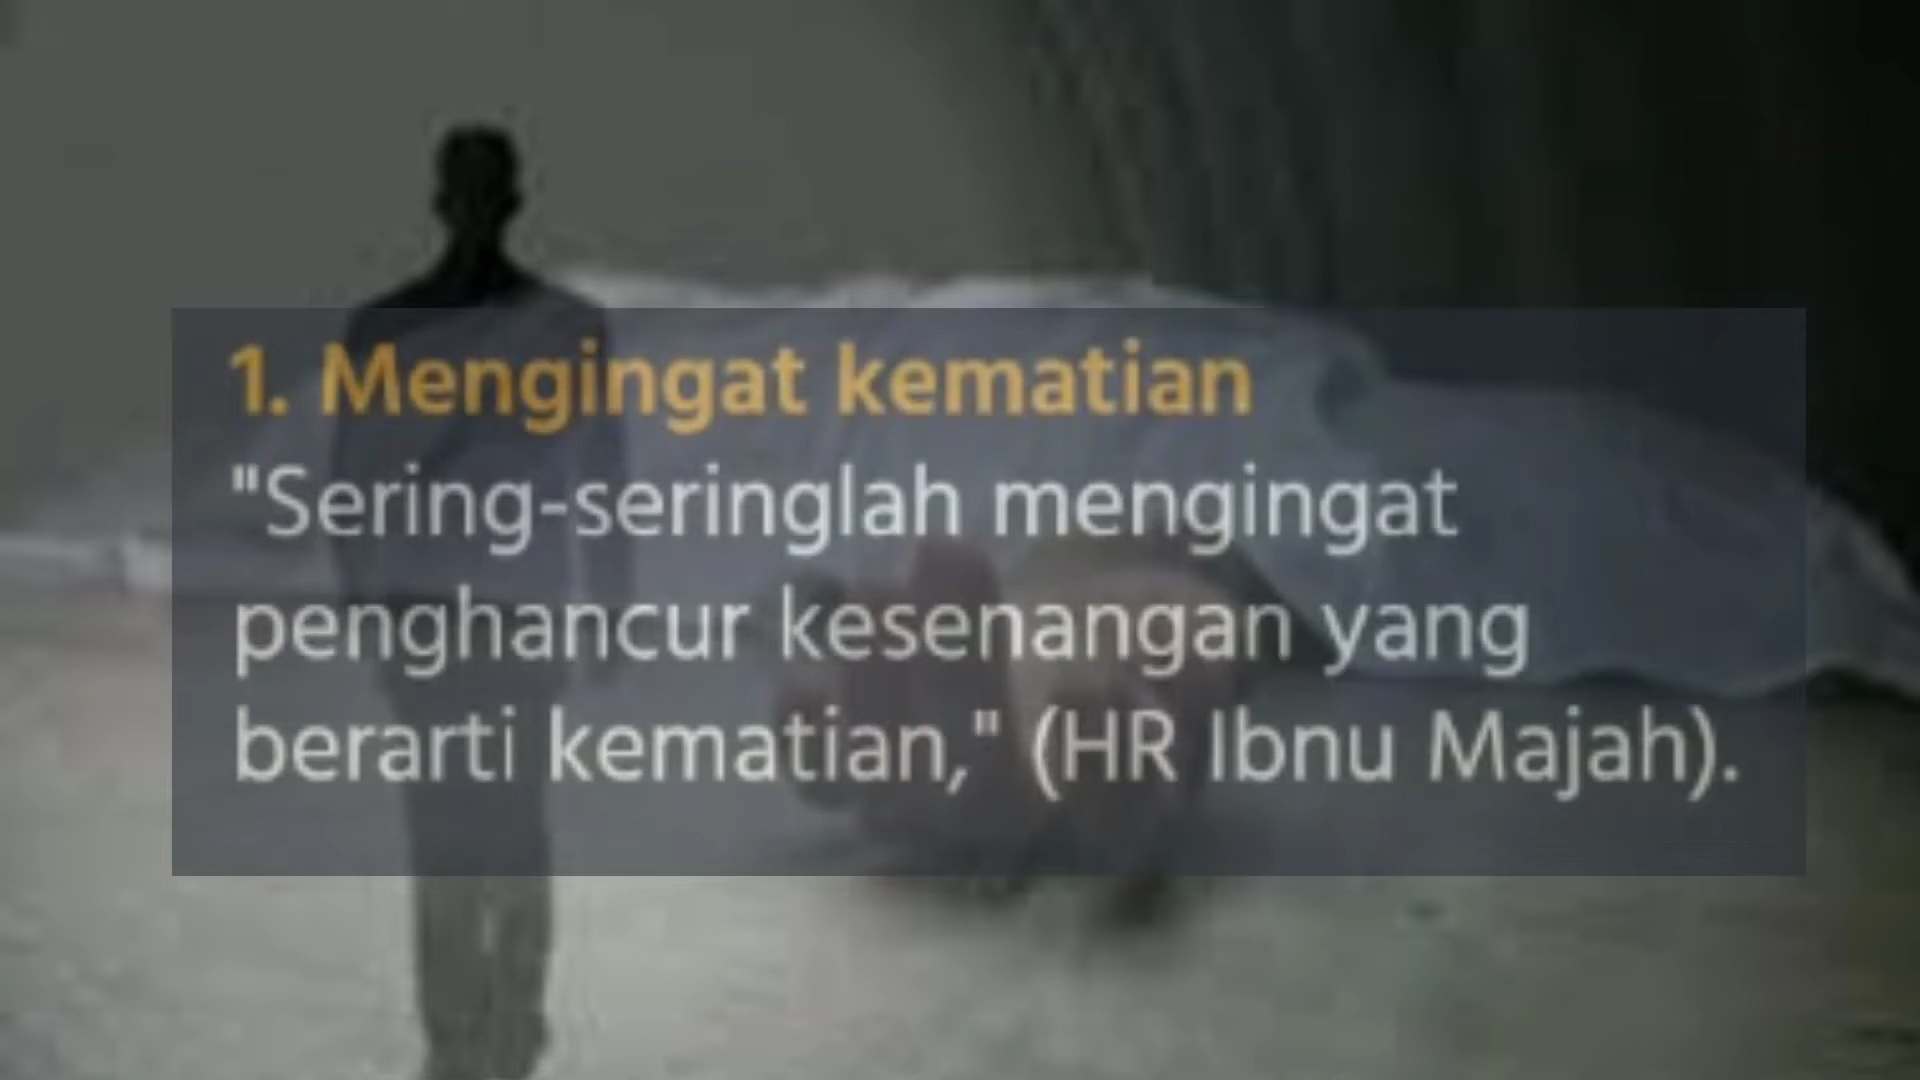 1. Mengingat kematian
"Sering-seringlah mengingat
penghancur kesenangan yang
berarti kematian," (HR Ibnu Majah).